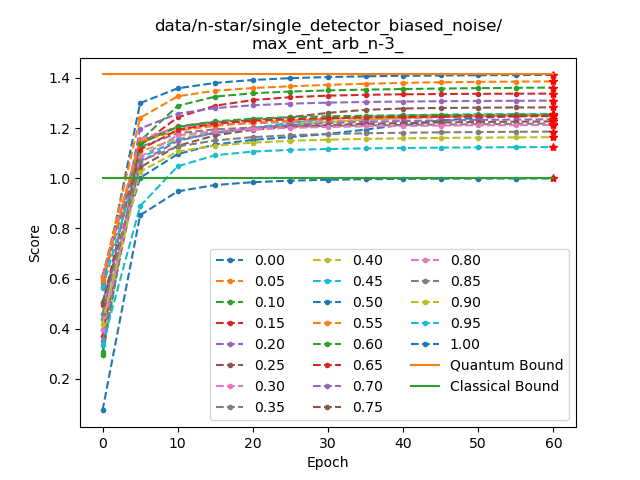 data/n-star/single_detector_biased_noise/
max_ent_arb_n-3_
Score
1.4
1.2
1.0
0.8
0.6
0.4
0.2
0 10 20 30 40 50 60
Epoch
0.00 0.40 0.80
0.05 0.45 0.85
0.10 0.50 0.90
0.15 0.55 0.95
0.20 0.60 1.00
0.25 0.65 Quantum Bound
0.30 0.70 Classical Bound
0.35 0.75